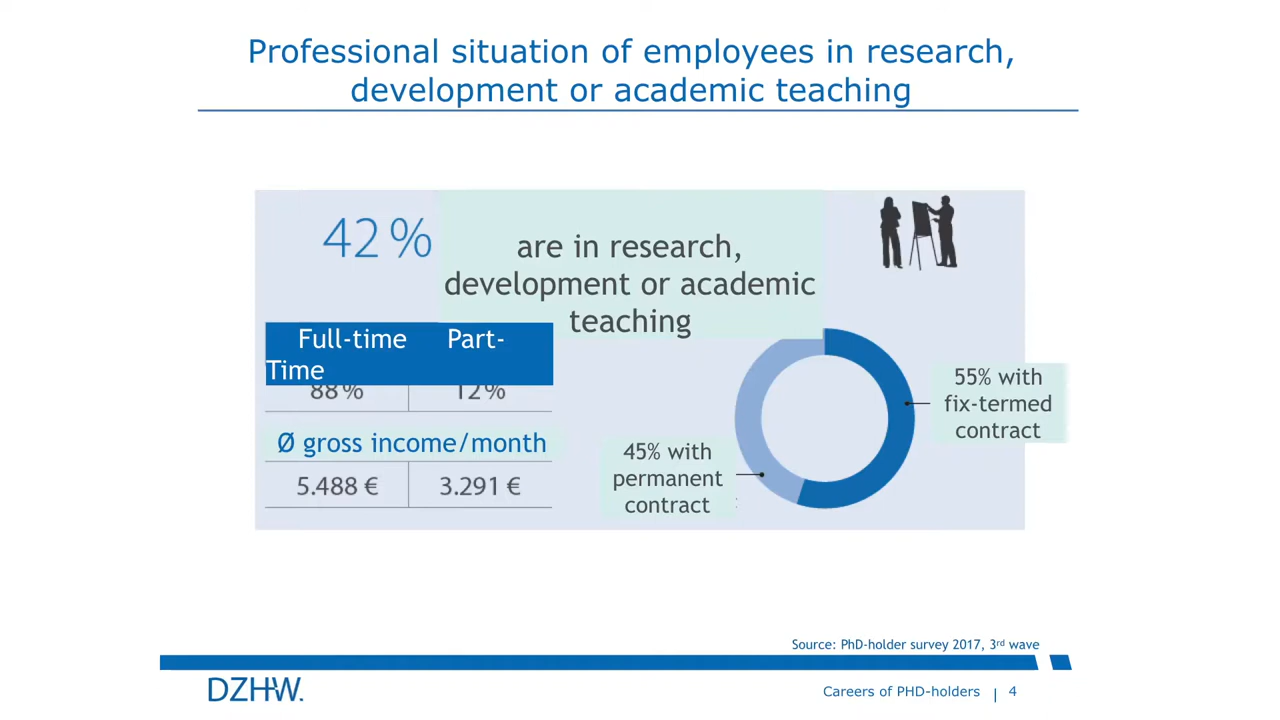 Professional situation of employees in research,
development or academic teaching
42 %
are in research,
development or academic
teaching
Full-time Part-
Time
88 % 12 %
Ø gross income/month
5.488 € 3.291 €
55% with
fix-termed
contract
45% with
permanent
contract
Source: PhD-holder survey 2017, 3rd wave
DZHW.
Careers of PHD-holders | 4